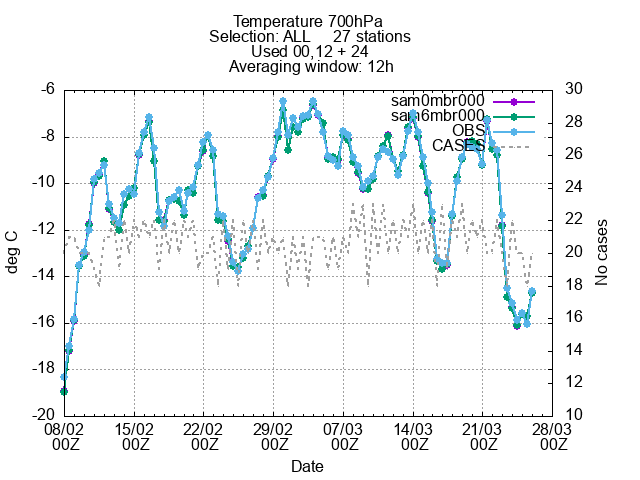 Temperature 700hPa
Selection: ALL 27 stations
Used 00,12 + 24
Averaging window: 12h
-6 30
sam0mbr000
sam6mbr000
OBS
CASES
-8 28
26
-10 24
-12 22
20
-14 18
-16 16
14
-18 12
-20 10
deg C
No cases
08/02 15/02 22/02 29/02 07/03 14/03 21/03 28/03
00Z 00Z 00Z 00Z 00Z 00Z 00Z 00Z
Date